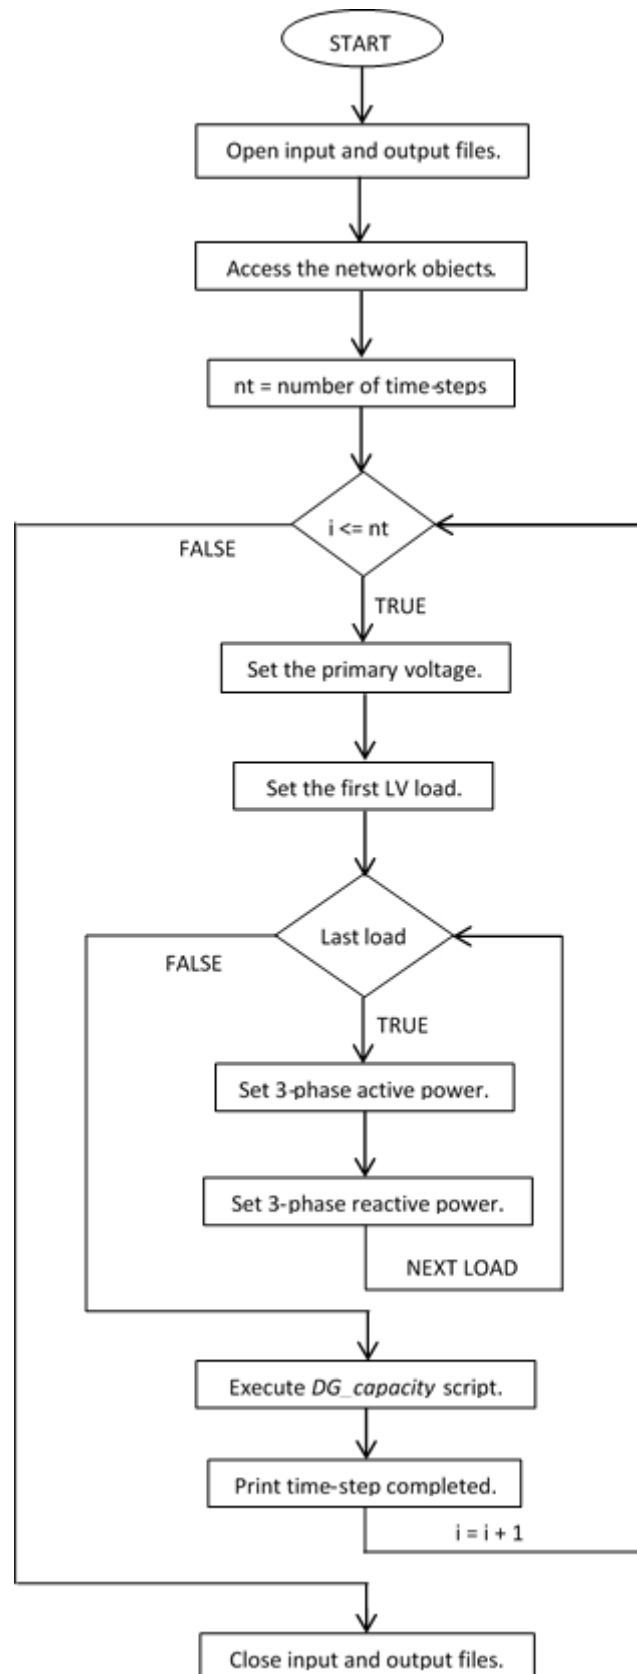 START
Open input and output files.
Access the network objects.
nt = number of time-steps
i <= nt
FALSE
TRUE
Set the primary voltage.
Set the first LV load.
Last load
FALSE
TRUE
Set 3-phase active power.
Set 3-phase reactive power.
NEXT LOAD
Execute DG_capacity script.
Print time-step completed.
i = i + 1
Close input and output files.